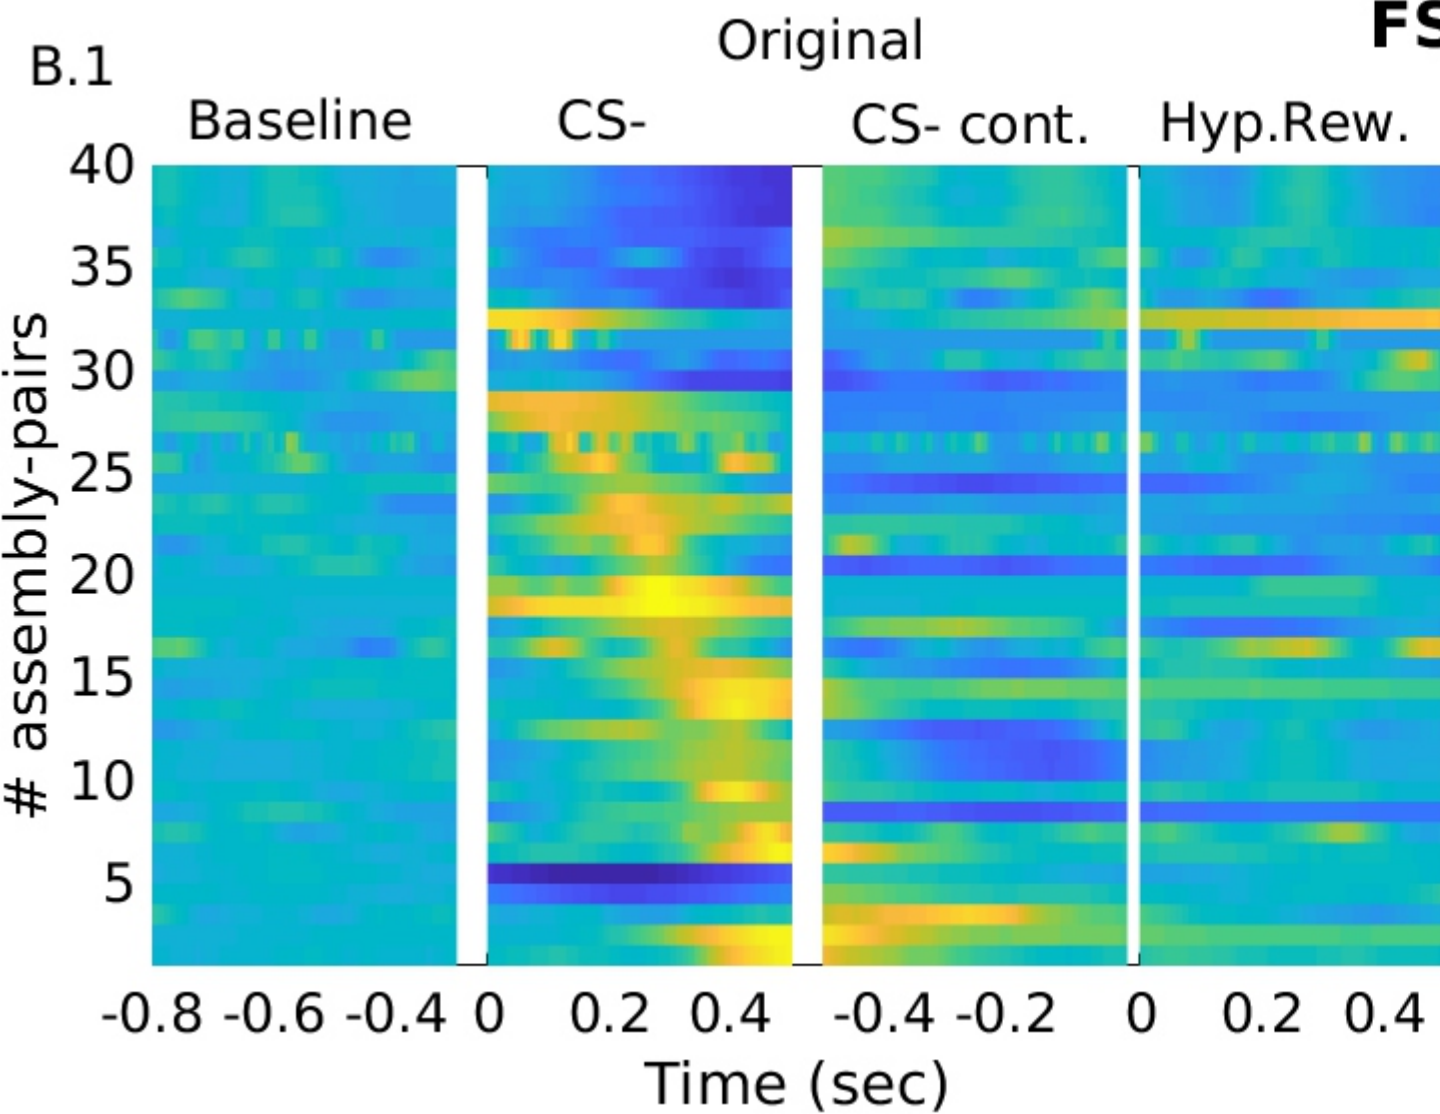 Original
FS
B.1
Baseline
CS-
CS- cont.
Hyp.Rew.
# assembly-pairs
40
35
30
25
20
15
10
5
-0.8 -0.6 -0.4 0 0.2 0.4 -0.4 -0.2 0 0.2 0.4
Time (sec)